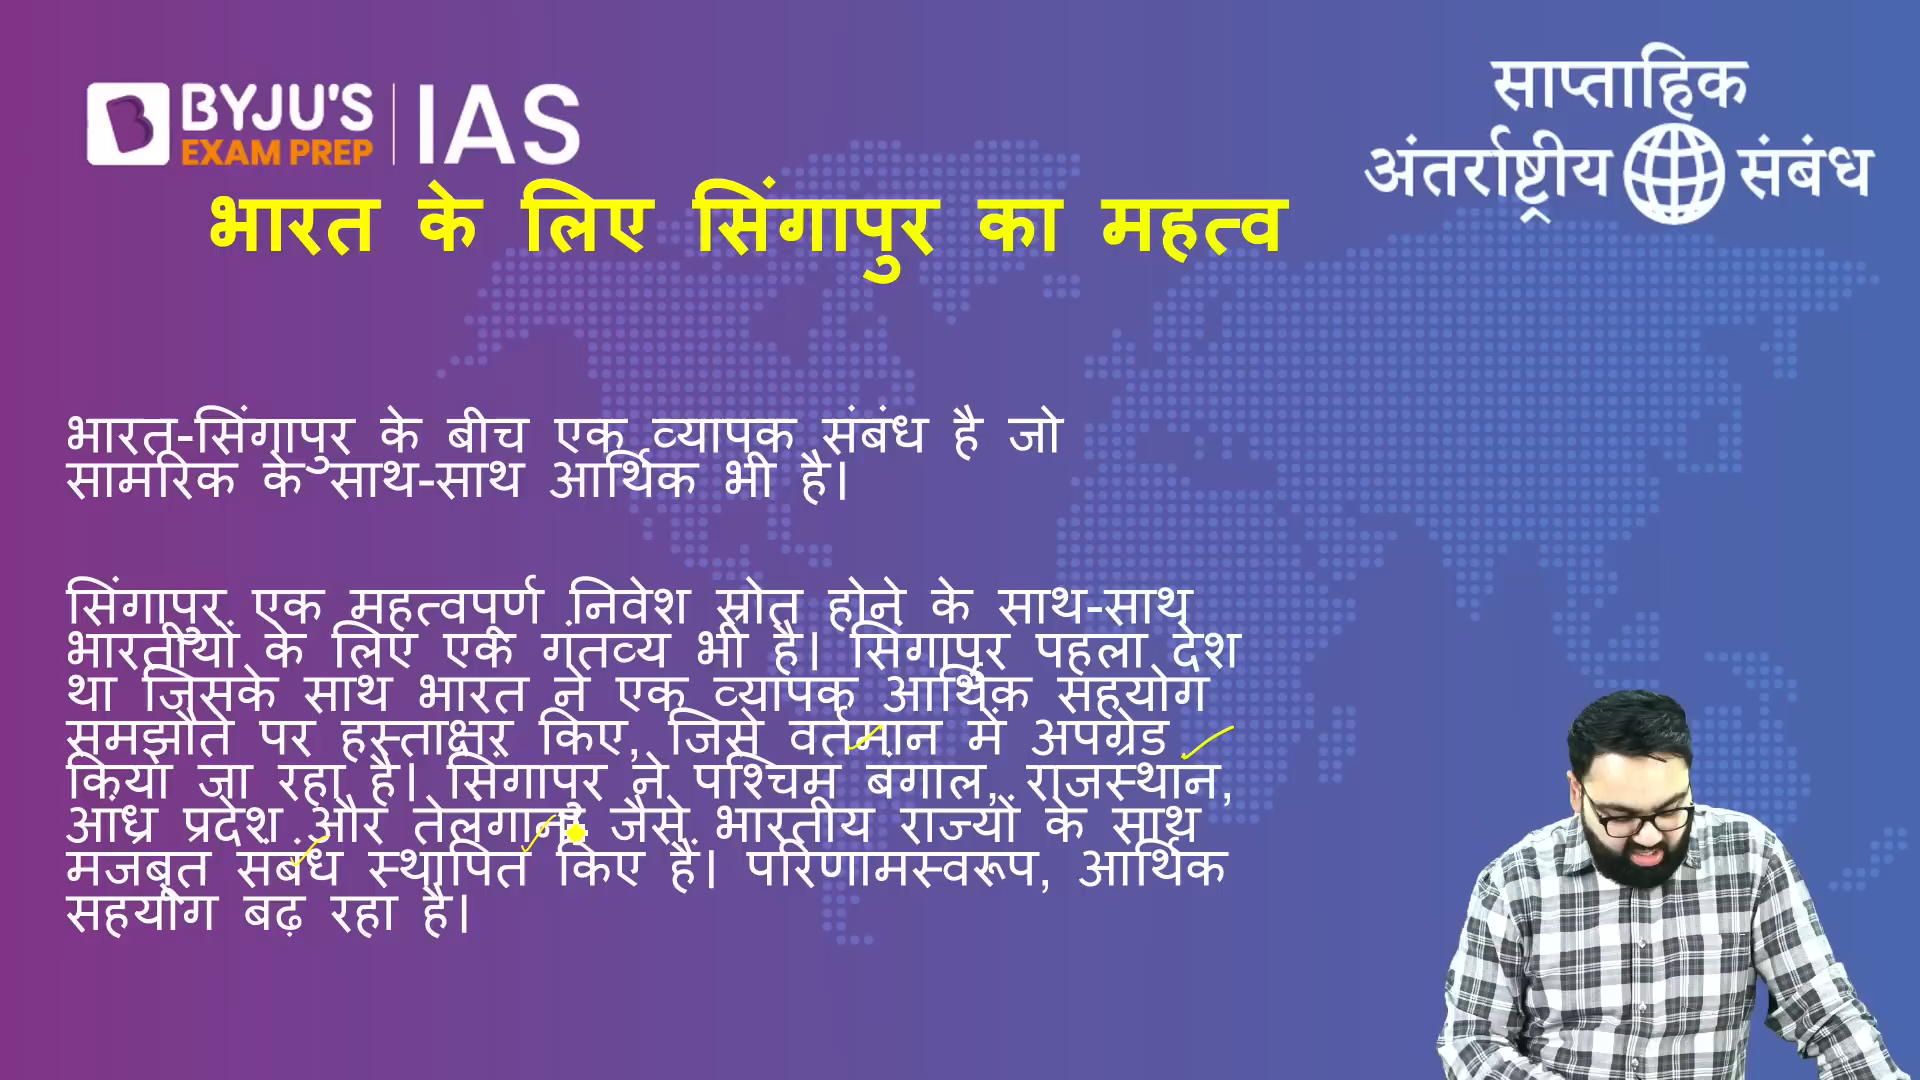 BYJU'S
EXAM PREP
IAS
साप्ताहिक
अंतर्राष्ट्रीय संबंध
भारत के लिए सिंगापुर का महत्व
भारत-सिंगापुर के बीच एक व्यापक संबंध है जो
सामरिक के साथ-साथ आर्थिक भी है।
सिंगापुर एक महत्वपूर्ण निवेश स्रोत होने के साथ-साथ
भारतीयों के लिए एक गंतव्य भी है। सिंगापुर पहला देश
था जिसके साथ भारत ने एक व्यापक आर्थिक सहयोग
समझौते पर हस्ताक्षर किए, जिसे वर्तमान में अपग्रेड
किया जा रहा है। सिंगापुर ने पश्चिम बंगाल, राजस्थान,
आंध्र प्रदेश और तेलंगाना जैसे भारतीय राज्यों के साथ
मजबूत संबंध स्थापित किए हैं। परिणामस्वरूप, आर्थिक
सहयोग बढ़ रहा है।